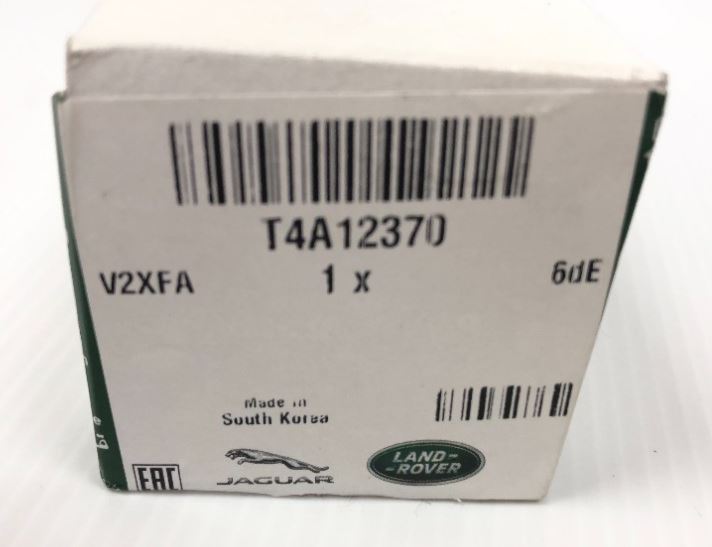 T4A12370
V2XFA 1 x 6dE
Made in
South Korea
EAC
JAGUAR
LAND-
-ROVER